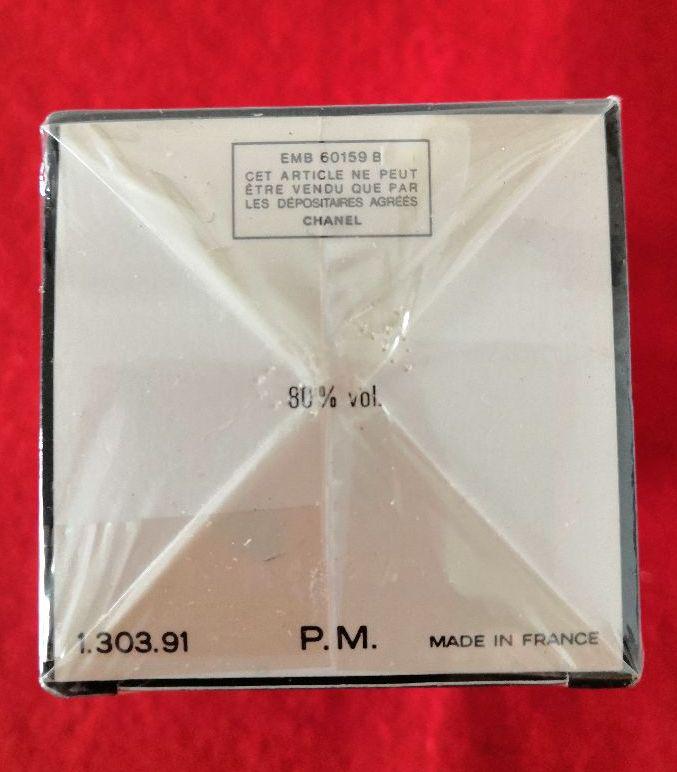 EMB 60159 B
CET ARTICLE NE PEUT
ÊTRE VENDU QUE PAR
LES DÉPOSITAIRES AGRÉÉS
CHANEL
80% vol.
1.303.91 P.M. MADE IN FRANCE